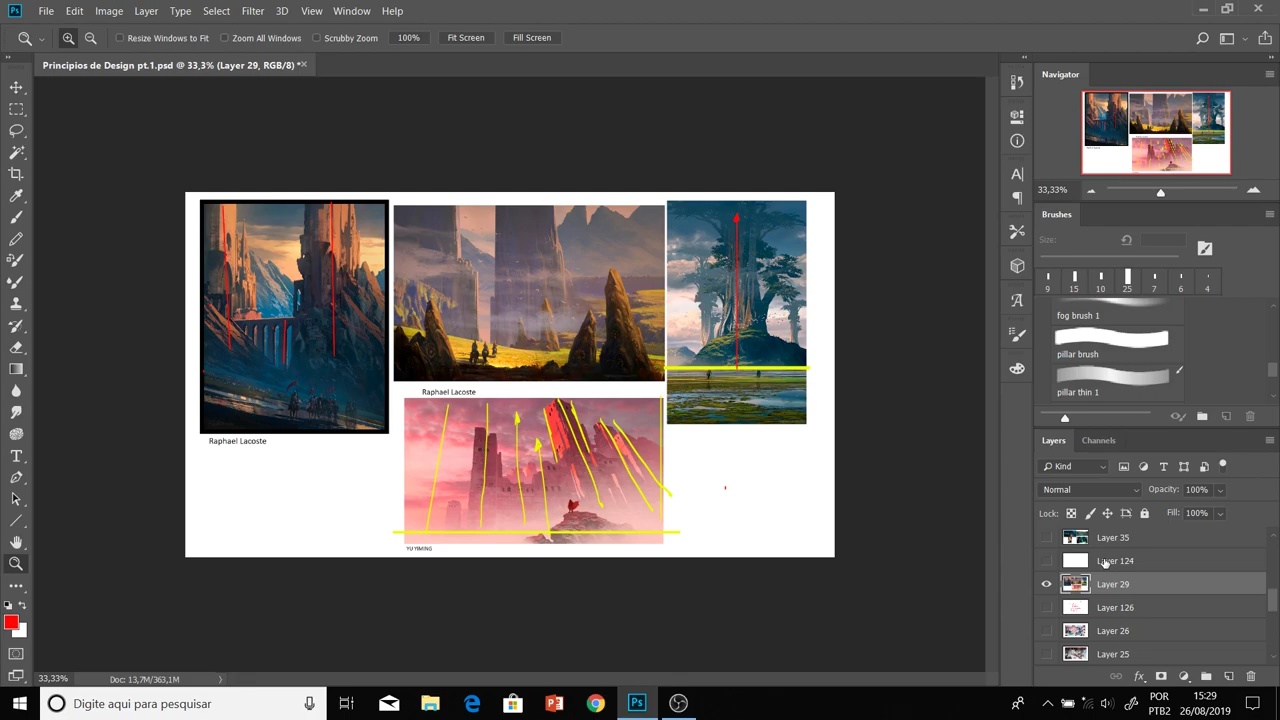 Ps File Edit Image Layer Type Select Filter 3D View Window Help
Resize Windows to Fit Zoom All Windows Scrubby Zoom 100% Fit Screen Fill Screen
Principios de Design pt.1.psd @ 33,3% (Layer 29, RGB/8) *
Raphael Lacoste
Raphael Lacoste
YU YIMING
Navigator
33,33%
Brushes
Size:
9 15 10 25 7 6 4
fog brush 1
pillar brush
pillar thin 1
Layers Channels
Kind
Normal Opacity: 100%
Lock: Fill: 100%
Layer 35
Layer 124
Layer 29
Layer 126
Layer 26
Layer 25
33,33% Doc: 13,7M/363,1M
Digite aqui para pesquisar
Ps
POR 15:29
PTB2 26/08/2019